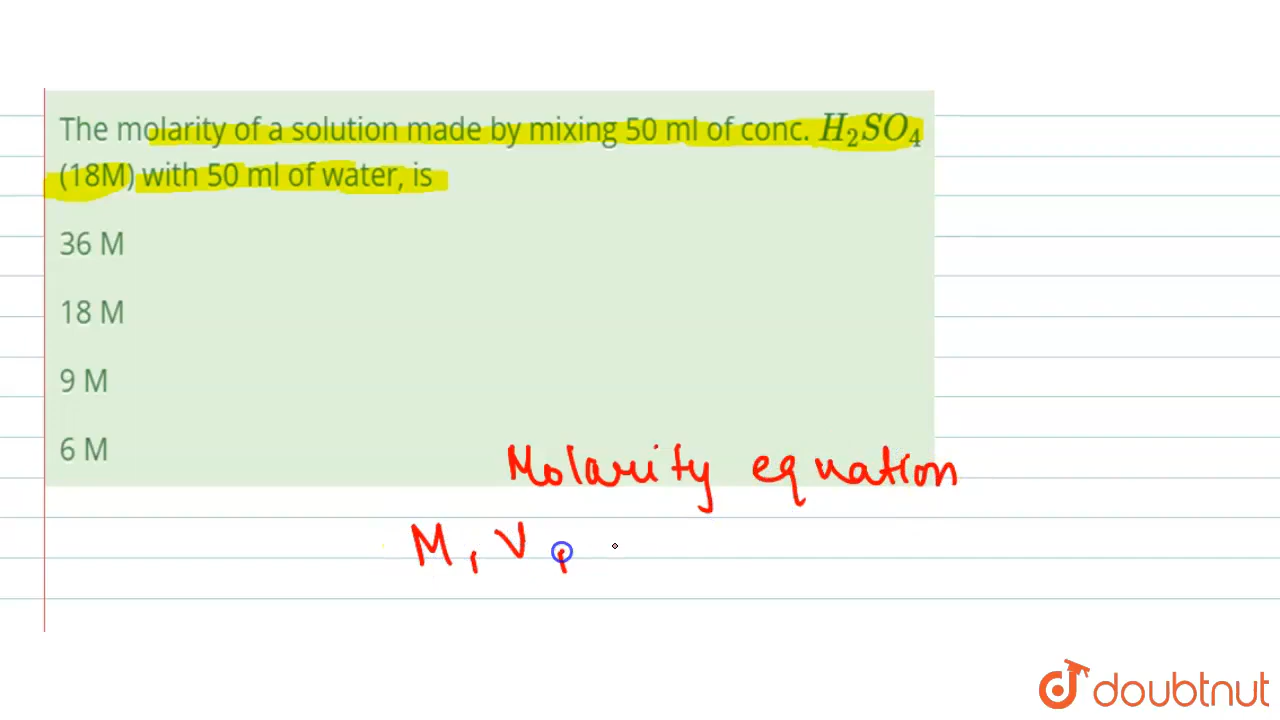 The molarity of a solution made by mixing 50 ml of conc. H₂SO₄
(18M) with 50 ml of water, is
36 M
18 M
9 M
6 M
Molarity equation
M₁V₁
doubtnut